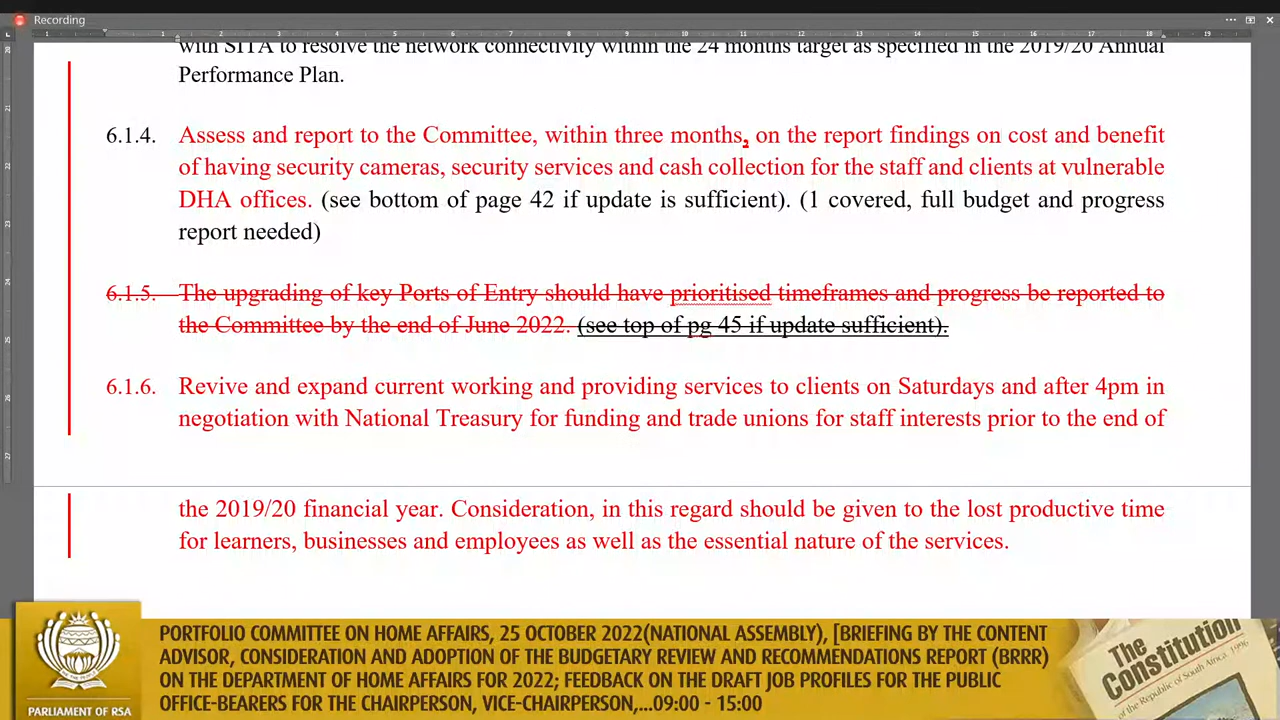 Recording
with SITA to resolve the network connectivity within the 24 months target as specified in the 2019/20 Annual
Performance Plan.
6.1.4. Assess and report to the Committee, within three months, on the report findings on cost and benefit
of having security cameras, security services and cash collection for the staff and clients at vulnerable
DHA offices. (see bottom of page 42 if update is sufficient). (1 covered, full budget and progress
report needed)
6.1.5. The upgrading of key Ports of Entry should have prioritised timeframes and progress be reported to
the Committee by the end of June 2022. (see top of pg 45 if update sufficient).
6.1.6. Revive and expand current working and providing services to clients on Saturdays and after 4pm in
negotiation with National Treasury for funding and trade unions for staff interests prior to the end of
the 2019/20 financial year. Consideration, in this regard should be given to the lost productive time
for learners, businesses and employees as well as the essential nature of the services.
PORTFOLIO COMMITTEE ON HOME AFFAIRS, 25 OCTOBER 2022(NATIONAL ASSEMBLY), [BRIEFING BY THE CONTENT
ADVISOR, CONSIDERATION AND ADOPTION OF THE BUDGETARY REVIEW AND RECOMMENDATIONS REPORT (BRRR)
ON THE DEPARTMENT OF HOME AFFAIRS FOR 2022; FEEDBACK ON THE DRAFT JOB PROFILES FOR THE PUBLIC
OFFICE-BEARERS FOR THE CHAIRPERSON, VICE-CHAIRPERSON,...09:00 - 15:00
PARLIAMENT OF RSA
The
Constitution
of the Republic of South Africa, 1996